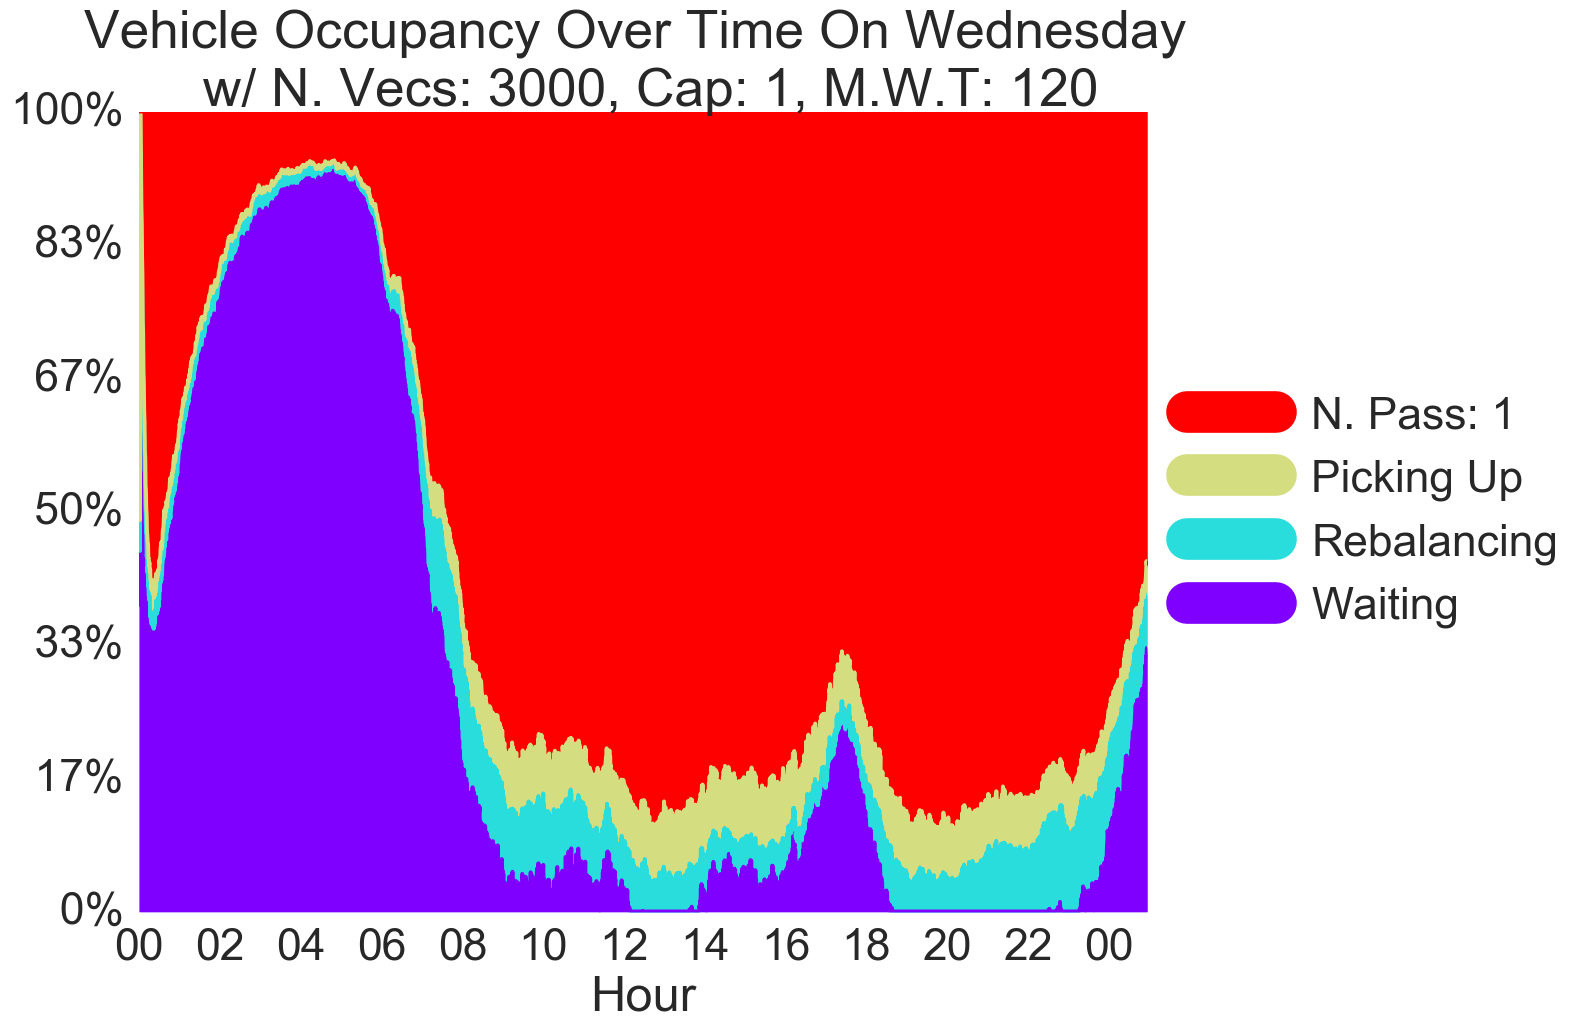 Vehicle Occupancy Over Time On Wednesday
w/ N. Vecs: 3000, Cap: 1, M.W.T: 120
100%
83%
67%
50%
33%
17%
0%
00 02 04 06 08 10 12 14 16 18 20 22 00
Hour
N. Pass: 1
Picking Up
Rebalancing
Waiting